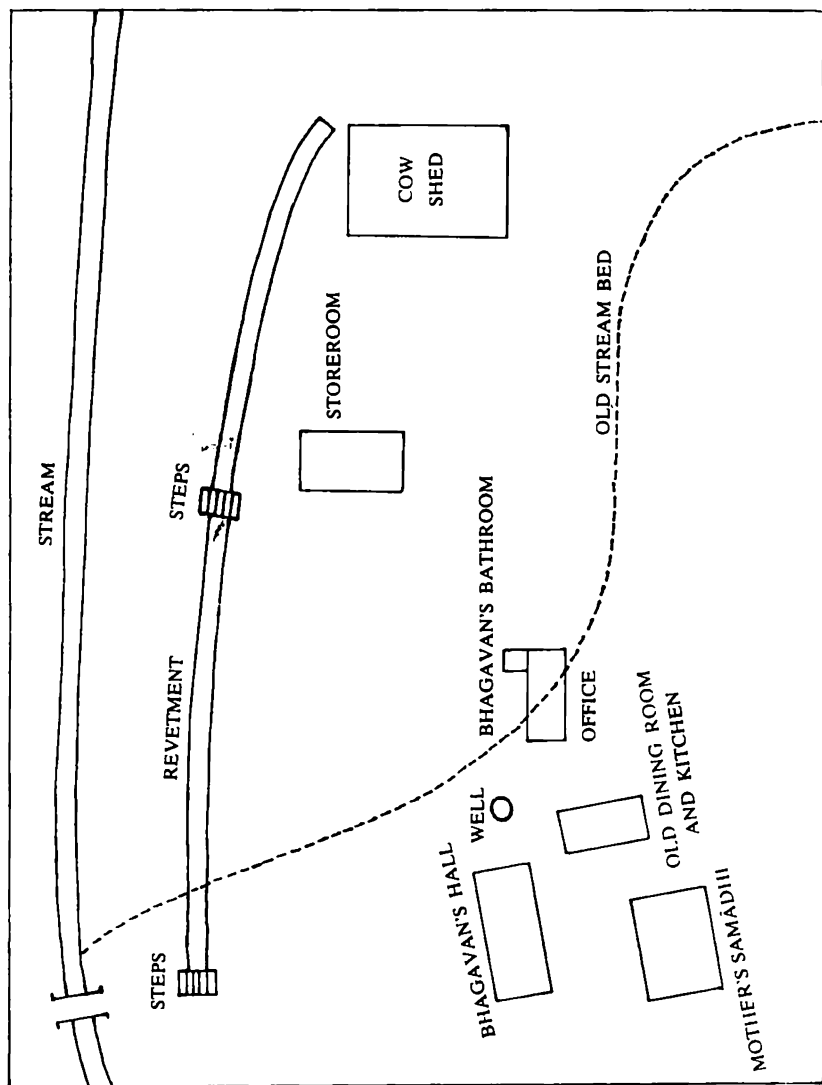 STREAM
STEPS
REVETMENT
STEPS
STOREROOM
COW
SHED
BHAGAVAN'S HALL
WELL
BHAGAVAN'S BATHROOM
OFFICE
OLD STREAM BED
OLD DINING ROOM
AND KITCHEN
MOTHER'S SAMĀDHI